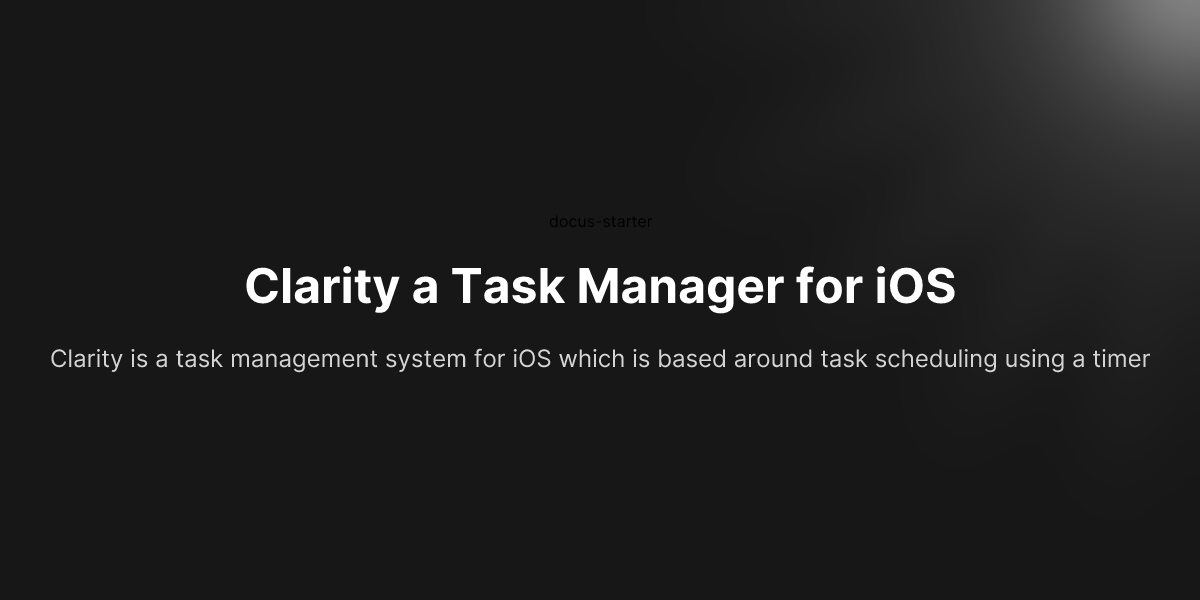 docus-starter
Clarity a Task Manager for iOS
Clarity is a task management system for iOS which is based around task scheduling using a timer